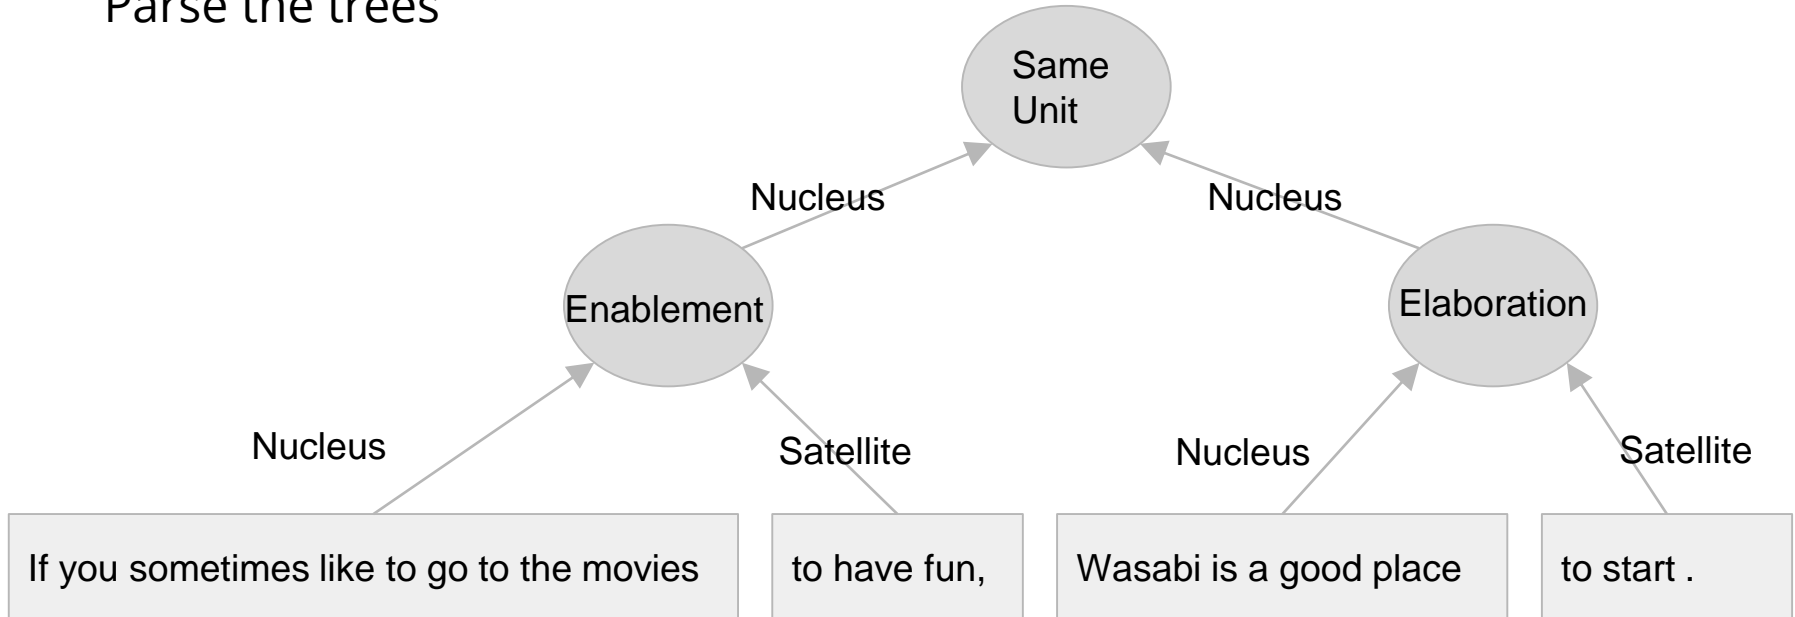 Parse the trees
Same
Unit
Nucleus
Nucleus
Enablement
Elaboration
Nucleus
Satellite
Nucleus
Satellite
If you sometimes like to go to the movies
to have fun,
Wasabi is a good place
to start .